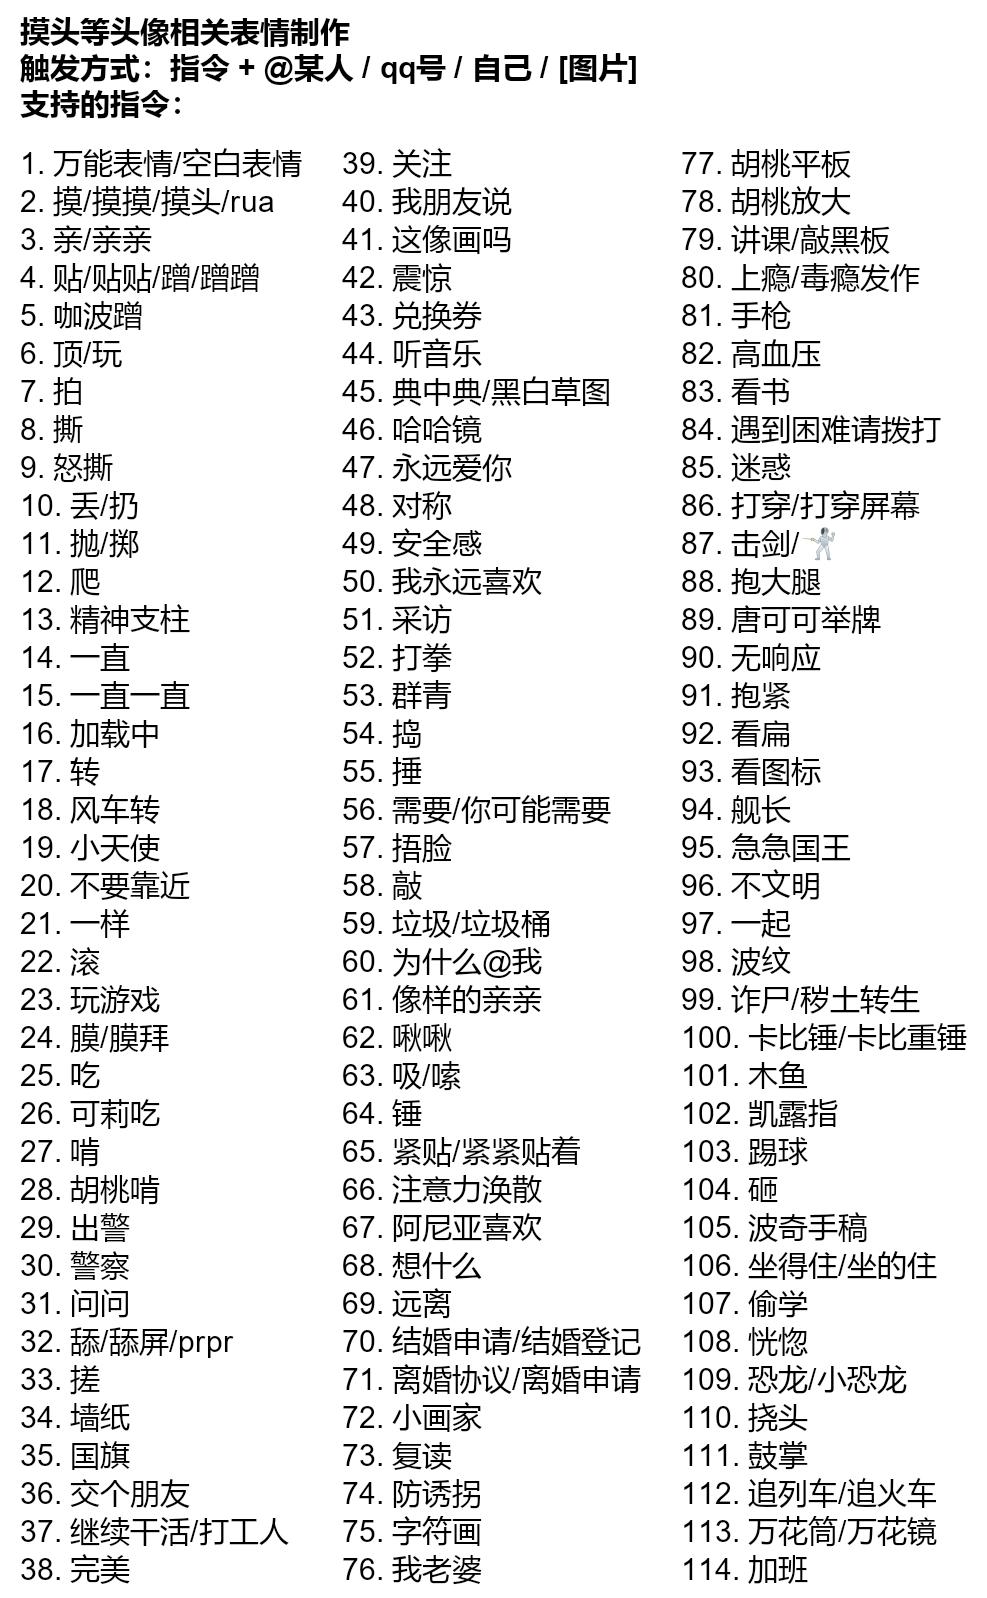 摸头等头像相关表情制作
触发方式：指令 + @某人 / qq号 / 自己 / [图片]
支持的指令：
1. 万能表情/空白表情
2. 摸/摸摸/摸头/rua
3. 亲/亲亲
4. 贴/贴贴/蹭/蹭蹭
5. 咖波蹭
6. 顶/玩
7. 拍
8. 撕
9. 怒撕
10. 丢/扔
11. 抛/掷
12. 爬
13. 精神支柱
14. 一直
15. 一直一直
16. 加载中
17. 转
18. 风车转
19. 小天使
20. 不要靠近
21. 一样
22. 滚
23. 玩游戏
24. 膜/膜拜
25. 吃
26. 可莉吃
27. 啃
28. 胡桃啃
29. 出警
30. 警察
31. 问问
32. 舔/舔屏/prpr
33. 搓
34. 墙纸
35. 国旗
36. 交个朋友
37. 继续干活/打工人
38. 完美
39. 关注
40. 我朋友说
41. 这像画吗
42. 震惊
43. 兑换券
44. 听音乐
45. 典中典/黑白草图
46. 哈哈镜
47. 永远爱你
48. 对称
49. 安全感
50. 我永远喜欢
51. 采访
52. 打拳
53. 群青
54. 捣
55. 捶
56. 需要/你可能需要
57. 捂脸
58. 敲
59. 垃圾/垃圾桶
60. 为什么@我
61. 像样的亲亲
62. 啾啾
63. 吸/嗦
64. 锤
65. 紧贴/紧紧贴着
66. 注意力涣散
67. 阿尼亚喜欢
68. 想什么
69. 远离
70. 结婚申请/结婚登记
71. 离婚协议/离婚申请
72. 小画家
73. 复读
74. 防诱拐
75. 字符画
76. 我老婆
77. 胡桃平板
78. 胡桃放大
79. 讲课/敲黑板
80. 上瘾/毒瘾发作
81. 手枪
82. 高血压
83. 看书
84. 遇到困难请拨打
85. 迷惑
86. 打穿/打穿屏幕
87. 击剑/🤺
88. 抱大腿
89. 唐可可举牌
90. 无响应
91. 抱紧
92. 看扁
93. 看图标
94. 舰长
95. 急急国王
96. 不文明
97. 一起
98. 波纹
99. 诈尸/秽土转生
100. 卡比锤/卡比重锤
101. 木鱼
102. 凯露指
103. 踢球
104. 砸
105. 波奇手稿
106. 坐得住/坐的住
107. 偷学
108. 恍惚
109. 恐龙/小恐龙
110. 挠头
111. 鼓掌
112. 追列车/追火车
113. 万花筒/万花镜
114. 加班